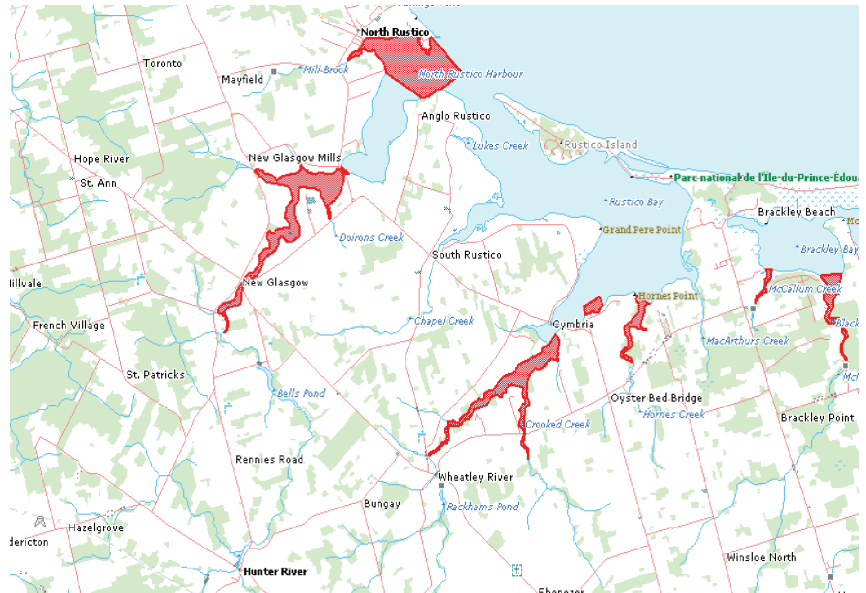 North Rustico
Toronto
Mill Brook
North Rustico Harbour
Mayfield
Anglo Rustico
Lukes Creek
Rustico Island
New Glasgow Mills
Hope River
St. Ann
Parc national de l'Île-du-Prince-Édoua
Rustico Bay
Brackley Beach
Grand Pere Point
Doirons Creek
Brackley Bay
South Rustico
New Glasgow
Hillvale
Hornes Point
McCallum Creek
Chapel Creek
Cymbria
French Village
Blac
MacArthurs Creek
St. Patricks
Bells Pond
Oyster Bed Bridge
Hornes Creek
Brackley Point
Crooked Creek
Rennies Road
Wheatley River
Bungay
Rackhams Pond
Hazelgrove
dericton
Winsloe North
Hunter River
Ebenezer